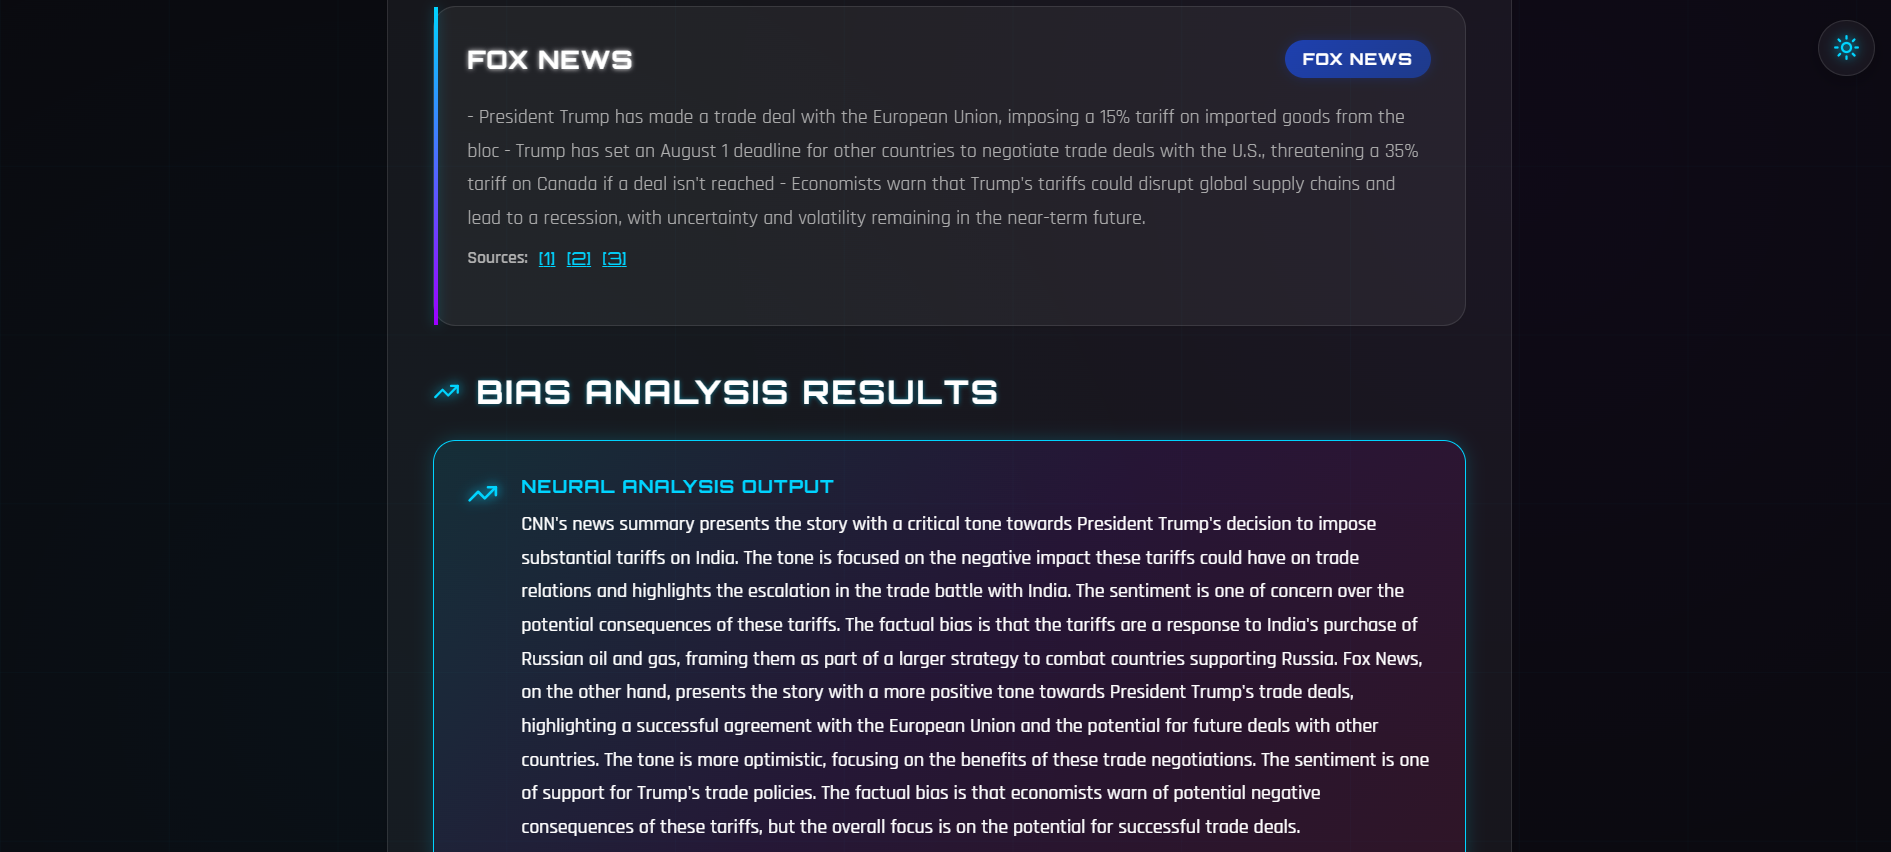 FOX NEWS
FOX NEWS
- President Trump has made a trade deal with the European Union, imposing a 15% tariff on imported goods from the
bloc - Trump has set an August 1 deadline for other countries to negotiate trade deals with the U.S., threatening a 35%
tariff on Canada if a deal isn't reached - Economists warn that Trump's tariffs could disrupt global supply chains and
lead to a recession, with uncertainty and volatility remaining in the near-term future.
Sources: [1] [2] [3]
BIAS ANALYSIS RESULTS
NEURAL ANALYSIS OUTPUT
CNN's news summary presents the story with a critical tone towards President Trump's decision to impose
substantial tariffs on India. The tone is focused on the negative impact these tariffs could have on trade
relations and highlights the escalation in the trade battle with India. The sentiment is one of concern over the
potential consequences of these tariffs. The factual bias is that the tariffs are a response to India's purchase of
Russian oil and gas, framing them as part of a larger strategy to combat countries supporting Russia. Fox News,
on the other hand, presents the story with a more positive tone towards President Trump's trade deals,
highlighting a successful agreement with the European Union and the potential for future deals with other
countries. The tone is more optimistic, focusing on the benefits of these trade negotiations. The sentiment is one
of support for Trump's trade policies. The factual bias is that economists warn of potential negative
consequences of these tariffs, but the overall focus is on the potential for successful trade deals.